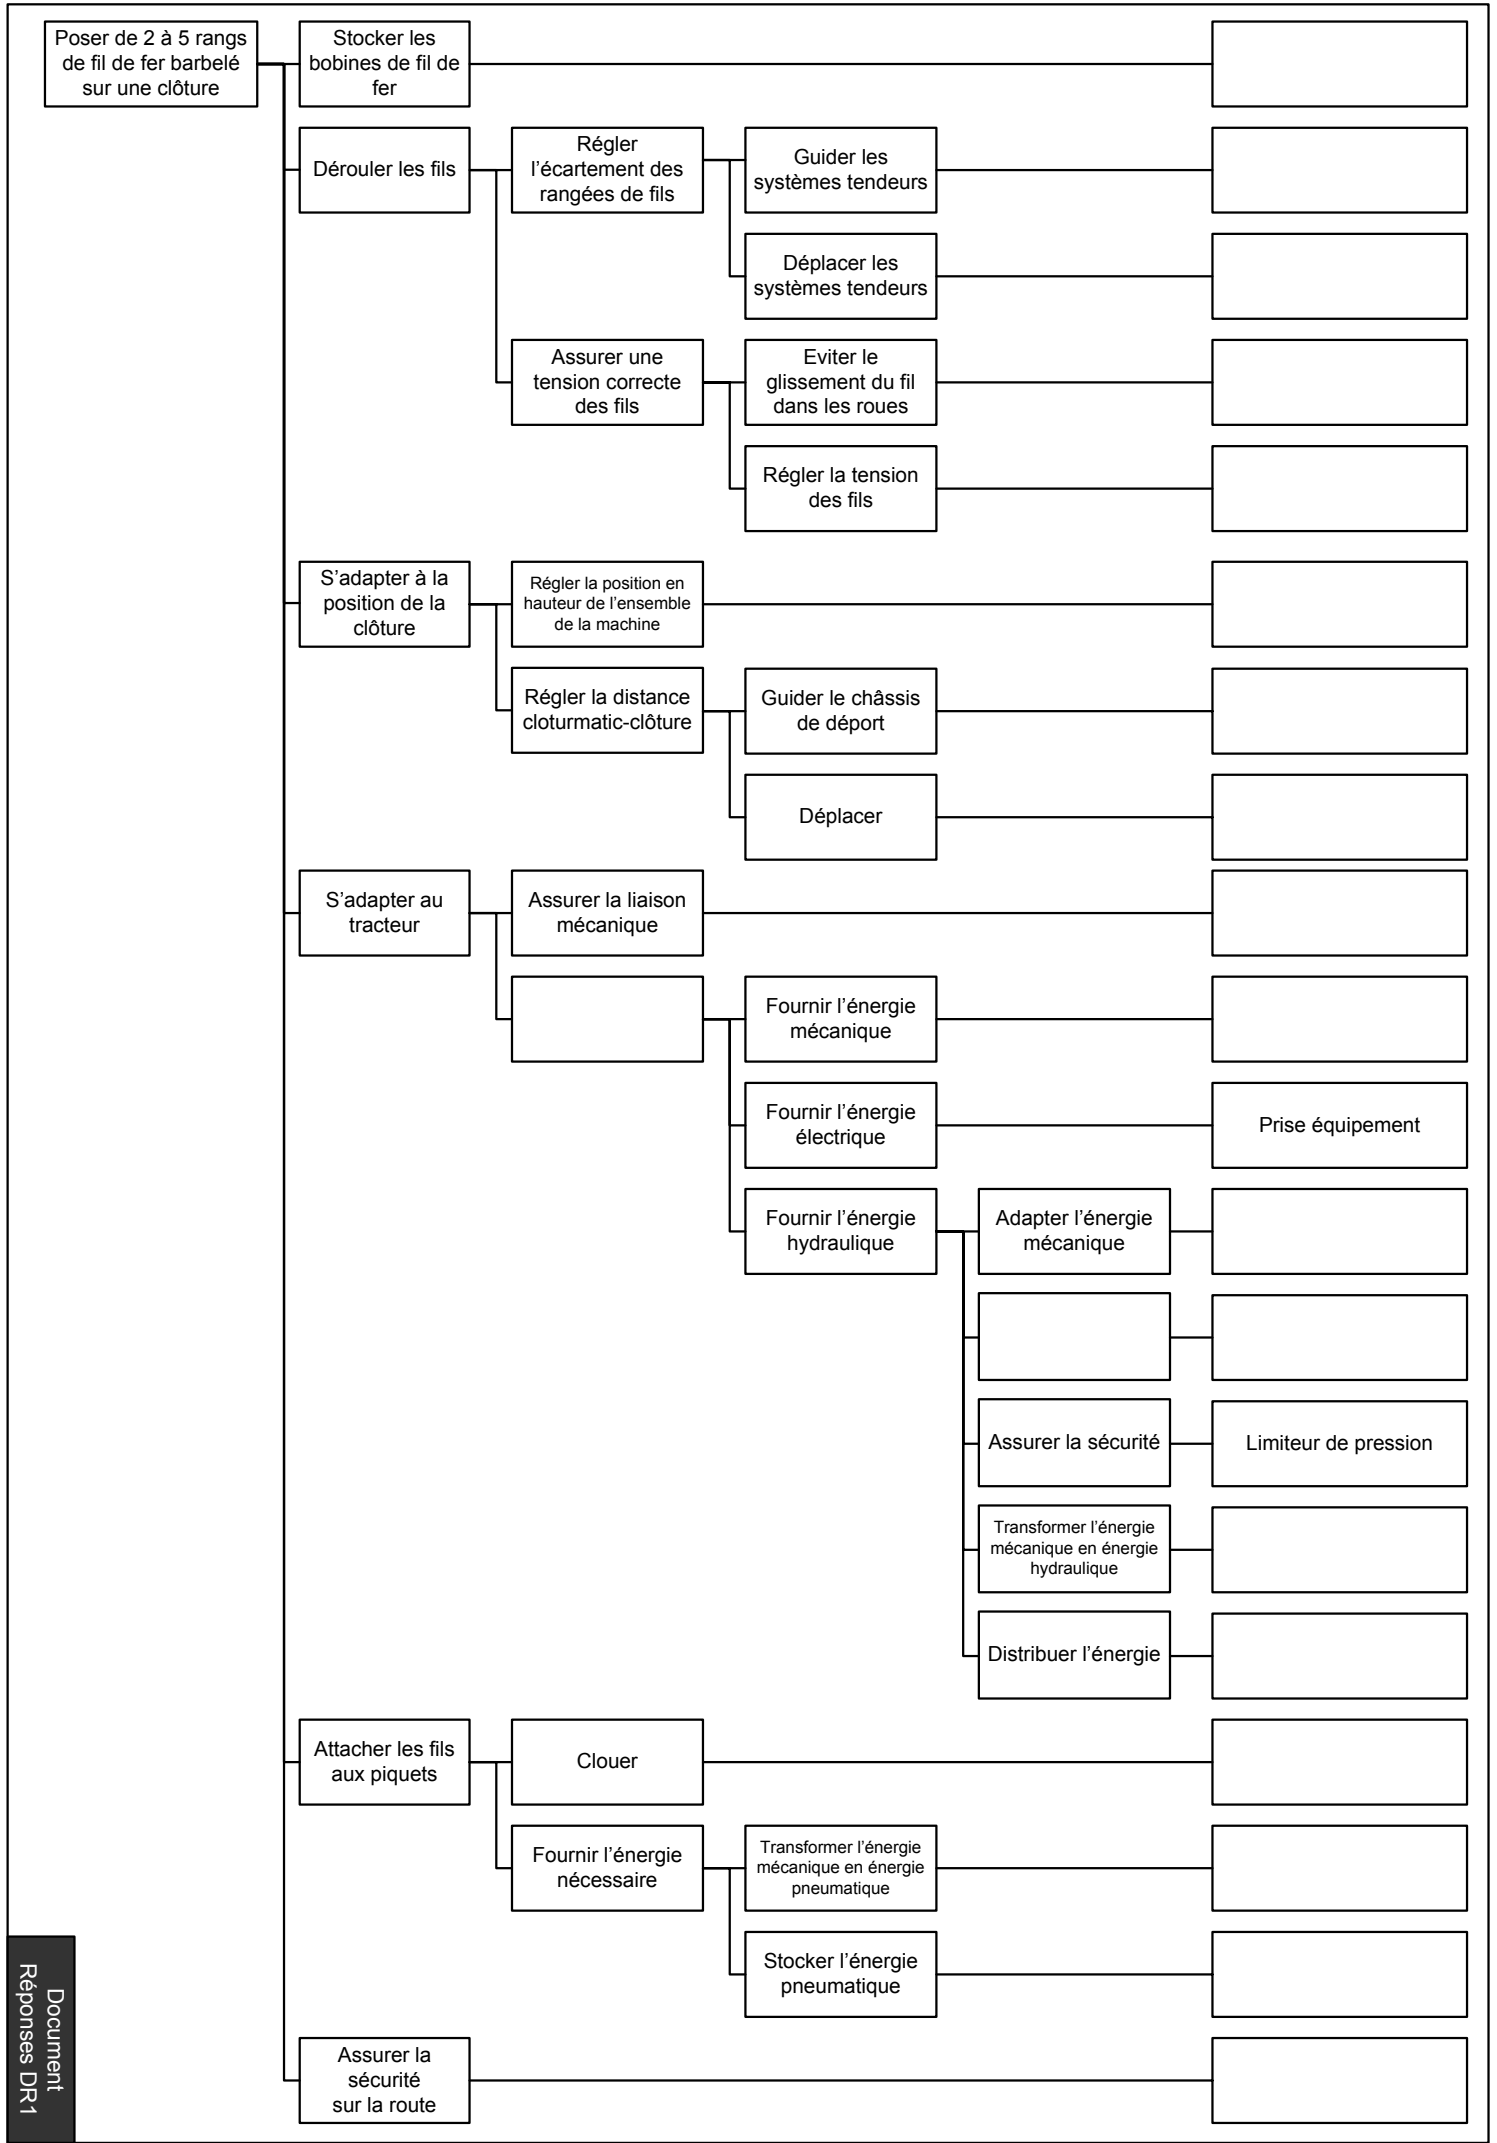 Poser de 2 à 5 rangs
de fil de fer barbelé
sur une clôture
Stocker les
bobines de fil de
fer
Dérouler les fils
Régler
l'écartement des
rangées de fils
Guider les
systèmes tendeurs
Déplacer les
systèmes tendeurs
Assurer une
tension correcte
des fils
Eviter le
glissement du fil
dans les roues
Régler la tension
des fils
S'adapter à la
position de la
clôture
Régler la position en
hauteur de l'ensemble
de la machine
Régler la distance
cloturmatic-clôture
Guider le châssis
de déport
Déplacer
S'adapter au
tracteur
Assurer la liaison
mécanique
Fournir l'énergie
mécanique
Fournir l'énergie
électrique
Prise équipement
Fournir l'énergie
hydraulique
Adapter l'énergie
mécanique
Assurer la sécurité
Limiteur de pression
Transformer l'énergie
mécanique en énergie
hydraulique
Distribuer l'énergie
Attacher les fils
aux piquets
Clouer
Fournir l'énergie
nécessaire
Transformer l'énergie
mécanique en énergie
pneumatique
Stocker l'énergie
pneumatique
Assurer la
sécurité
sur la route
Document
Réponses DR1